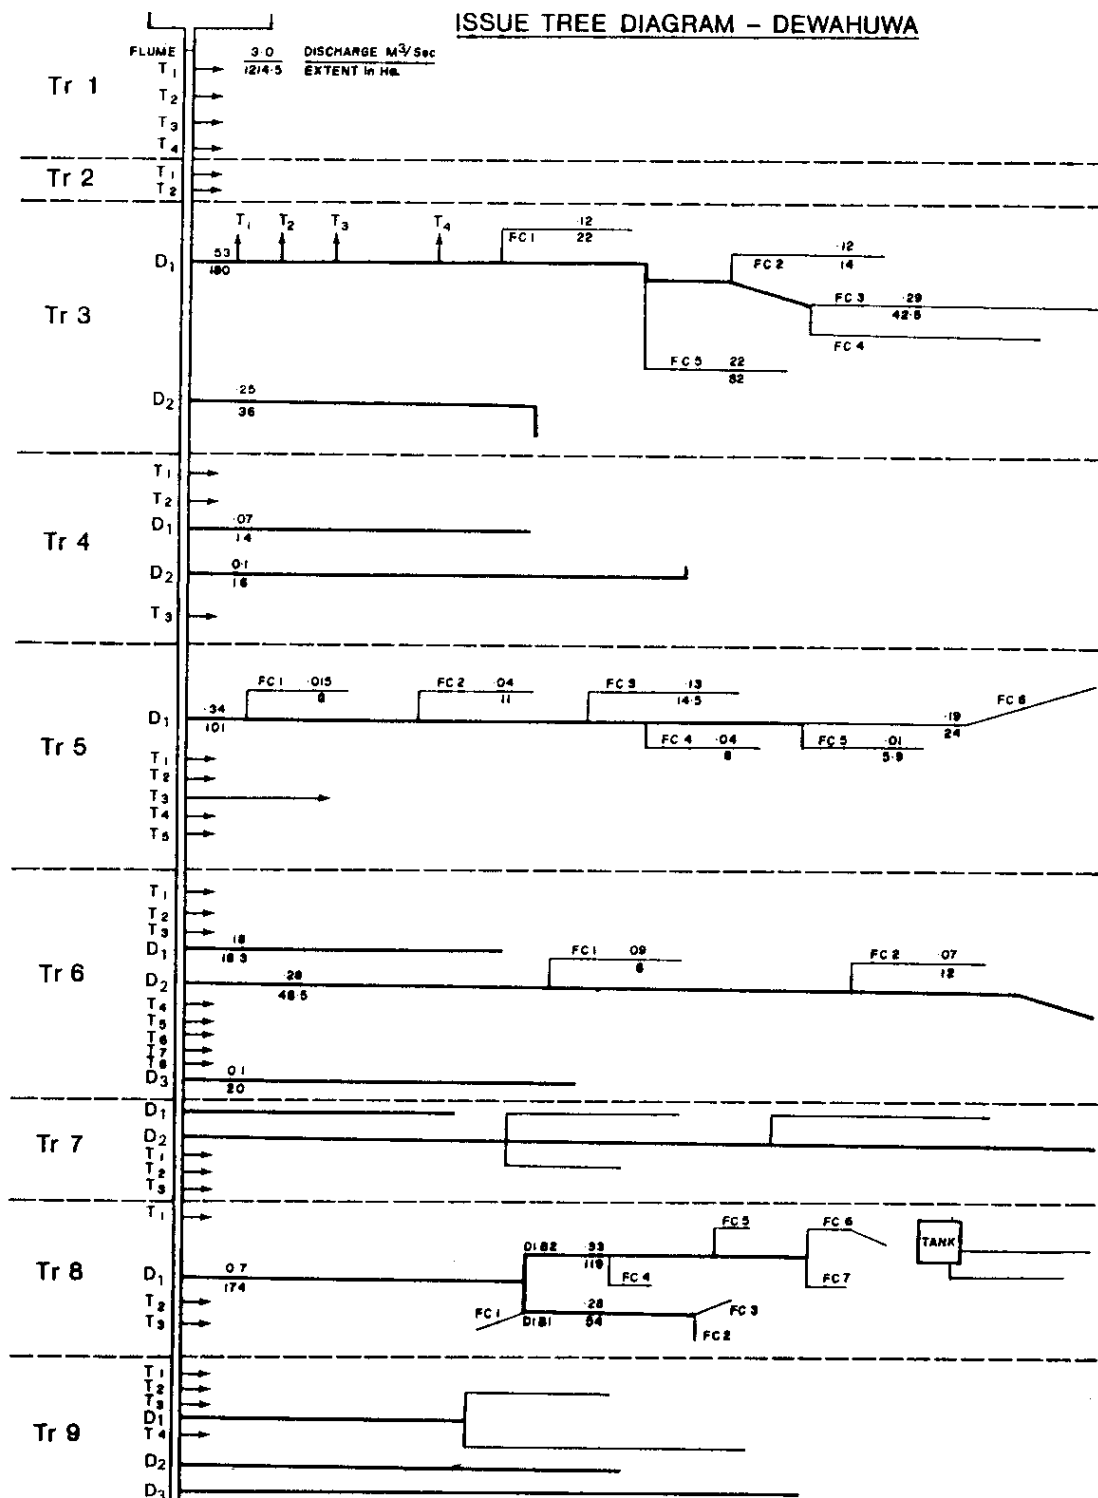 ISSUE TREE DIAGRAM – DEWAHUWA
FLUME
3·0 DISCHARGE M³/Sec
1214·5 EXTENT in Ha.
Tr 1
T1
T2
T3
T4
Tr 2
T1
T2
Tr 3
T1 T2 T3 T4
D1
·53
180
FC 1 ·12
22
FC 2 ·12
14
FC 3 ·29
42·5
FC 4
FC 5 22
82
D2
·25
36
Tr 4
T1
T2
D1
·07
14
D2
0·1
16
T3
Tr 5
D1
·34
101
FC 1 ·015
FC 2 ·04
11
FC 3 ·13
14·5
FC 4 ·04
8
FC 5 ·01
5·9
·19
24
FC 6
T1
T2
T3
T4
T5
Tr 6
T1
T2
T3
D1
18
18 3
D2
·28
48·5
FC 1 09
6
FC 2 ·07
12
T4
T5
T6
T7
T8
D3
0·1
20
Tr 7
D1
D2
T1
T2
T3
Tr 8
T1
D1
0·7
174
T2
T3
D1B2 ·93
119
FC 4
FC 5
FC 6
FC 7
FC 1
D1B1 ·28
54
FC 2
FC 3
TANK
Tr 9
T1
T2
T3
D1
T4
D2
D3